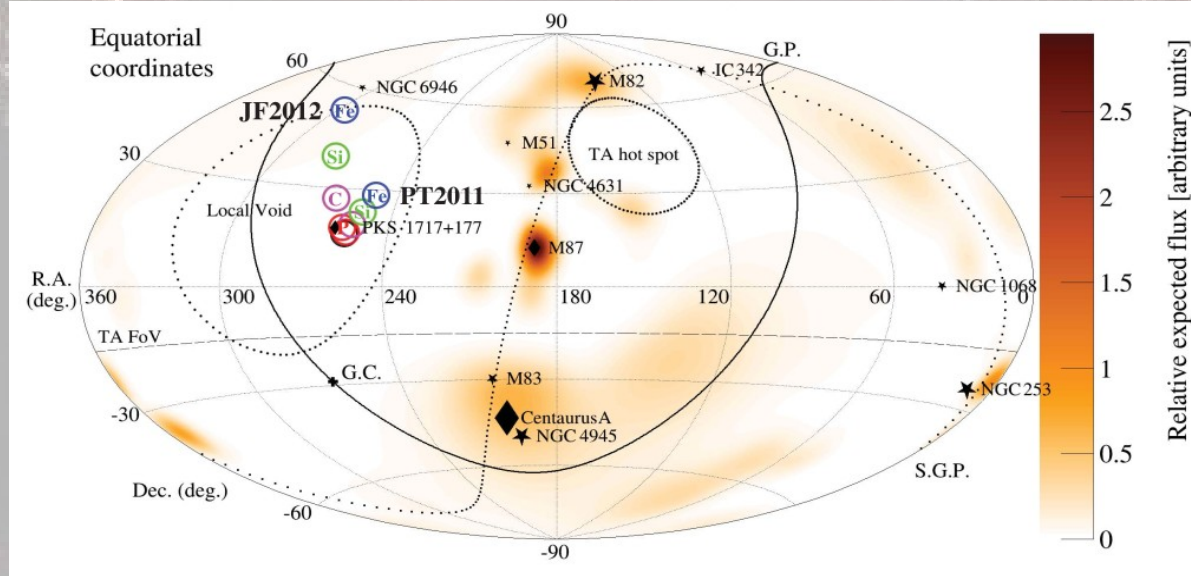 Equatorial
coordinates
90
G.P.
60
NGC 6946
M82
IC 342
JF2012
Fe
Si
M51
TA hot spot
30
NGC 4631
C
Fe
PT2011
Si
Local Void
P
PKS 1717+177
M87
R.A.
(deg.)
360
300
240
180
120
60
NGC 1068
0
TA FoV
G.C.
M83
NGC 253
-30
Centaurus A
NGC 4945
Dec. (deg.)
S.G.P.
-60
-90
2.5
2
1.5
1
0.5
0
Relative expected flux [arbitrary units]